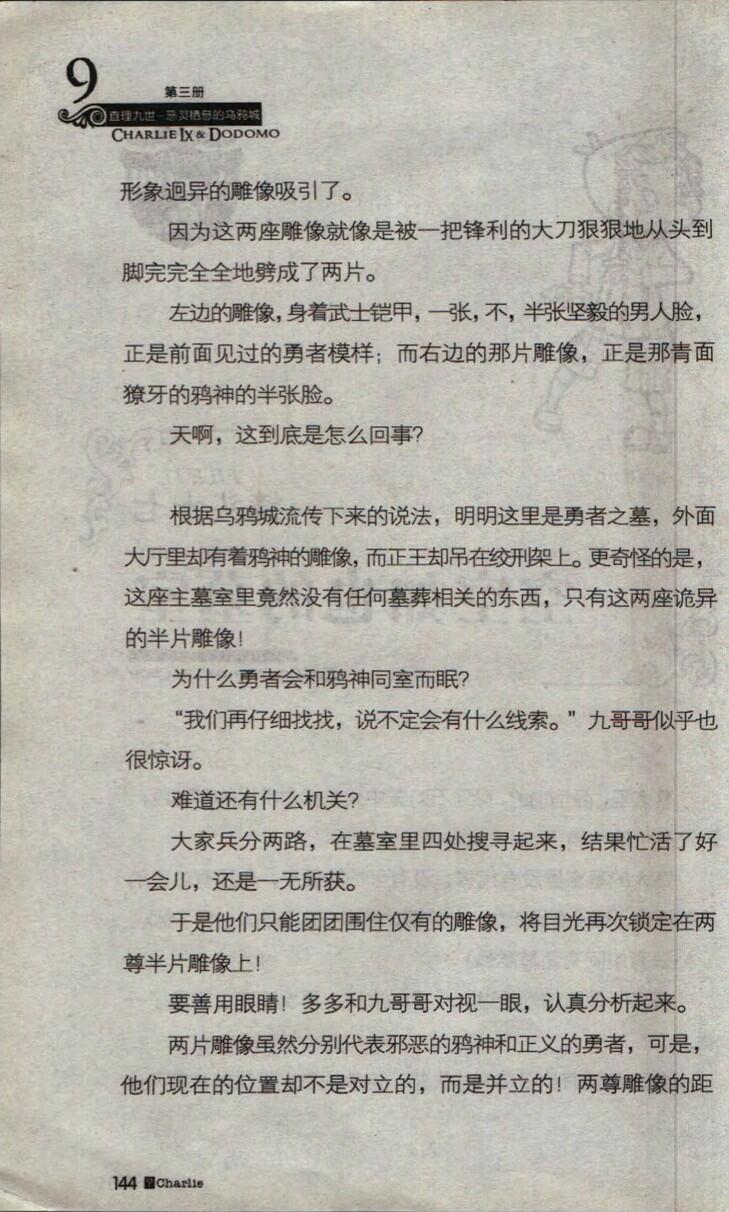 9
第三册
查理九世-恶灵栖息的乌鸦城
CHARLIE IX & DODOMO
形象迥异的雕像吸引了。
因为这两座雕像就像是被一把锋利的大刀狠狠地从头到
脚完完全全地劈成了两片。
左边的雕像，身着武士铠甲，一张，不，半张坚毅的男人脸，
正是前面见过的勇者模样；而右边的那片雕像，正是那青面
獠牙的鸦神的半张脸。
天啊，这到底是怎么回事？
根据乌鸦城流传下来的说法，明明这里是勇者之墓，外面
大厅里却有着鸦神的雕像，而正王却吊在绞刑架上。更奇怪的是，
这座主墓室里竟然没有任何墓葬相关的东西，只有这两座诡异
的半片雕像！
为什么勇者会和鸦神同室而眠？
“我们再仔细找找，说不定会有什么线索。”九哥哥似乎也
很惊讶。
难道还有什么机关？
大家兵分两路，在墓室里四处搜寻起来，结果忙活了好
一会儿，还是一无所获。
于是他们只能团团围住仅有的雕像，将目光再次锁定在两
尊半片雕像上！
要善用眼睛！多多和九哥哥对视一眼，认真分析起来。
两片雕像虽然分别代表邪恶的鸦神和正义的勇者，可是，
他们现在的位置却不是对立的，而是并立的！两尊雕像的距
144 Charlie